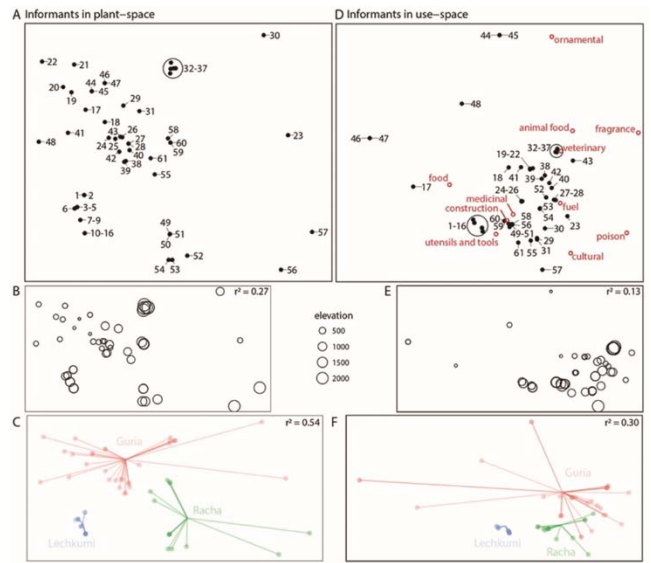 A Informants in plant-space
30
22
21
32-37
46
44
47
20
45
19
29
17
31
18
41
43
26
58
23
48
27
60
24
25
28
59
42
40
61
38
39
55
1
2
6
3-5
7-9
49
10-16
51
57
50
52
54
53
56
D Informants in use-space
44
45
ornamental
48
animal food
fragrance
46
47
32-37
veterinary
19-22
43
38
42
18
41
39
40
food
17
24-26
52
27-28
medicinal
fuel
construction
53
60
58
54
23
1-16
59
56
30
poison
utensils and tools
49-51
29
61
55
31
cultural
57
B
r² = 0.27
elevation
500
1000
1500
2000
E
r² = 0.13
C
r² = 0.54
Guria
Racha
Lechkumi
F
r² = 0.30
Guria
Lechkumi
Racha